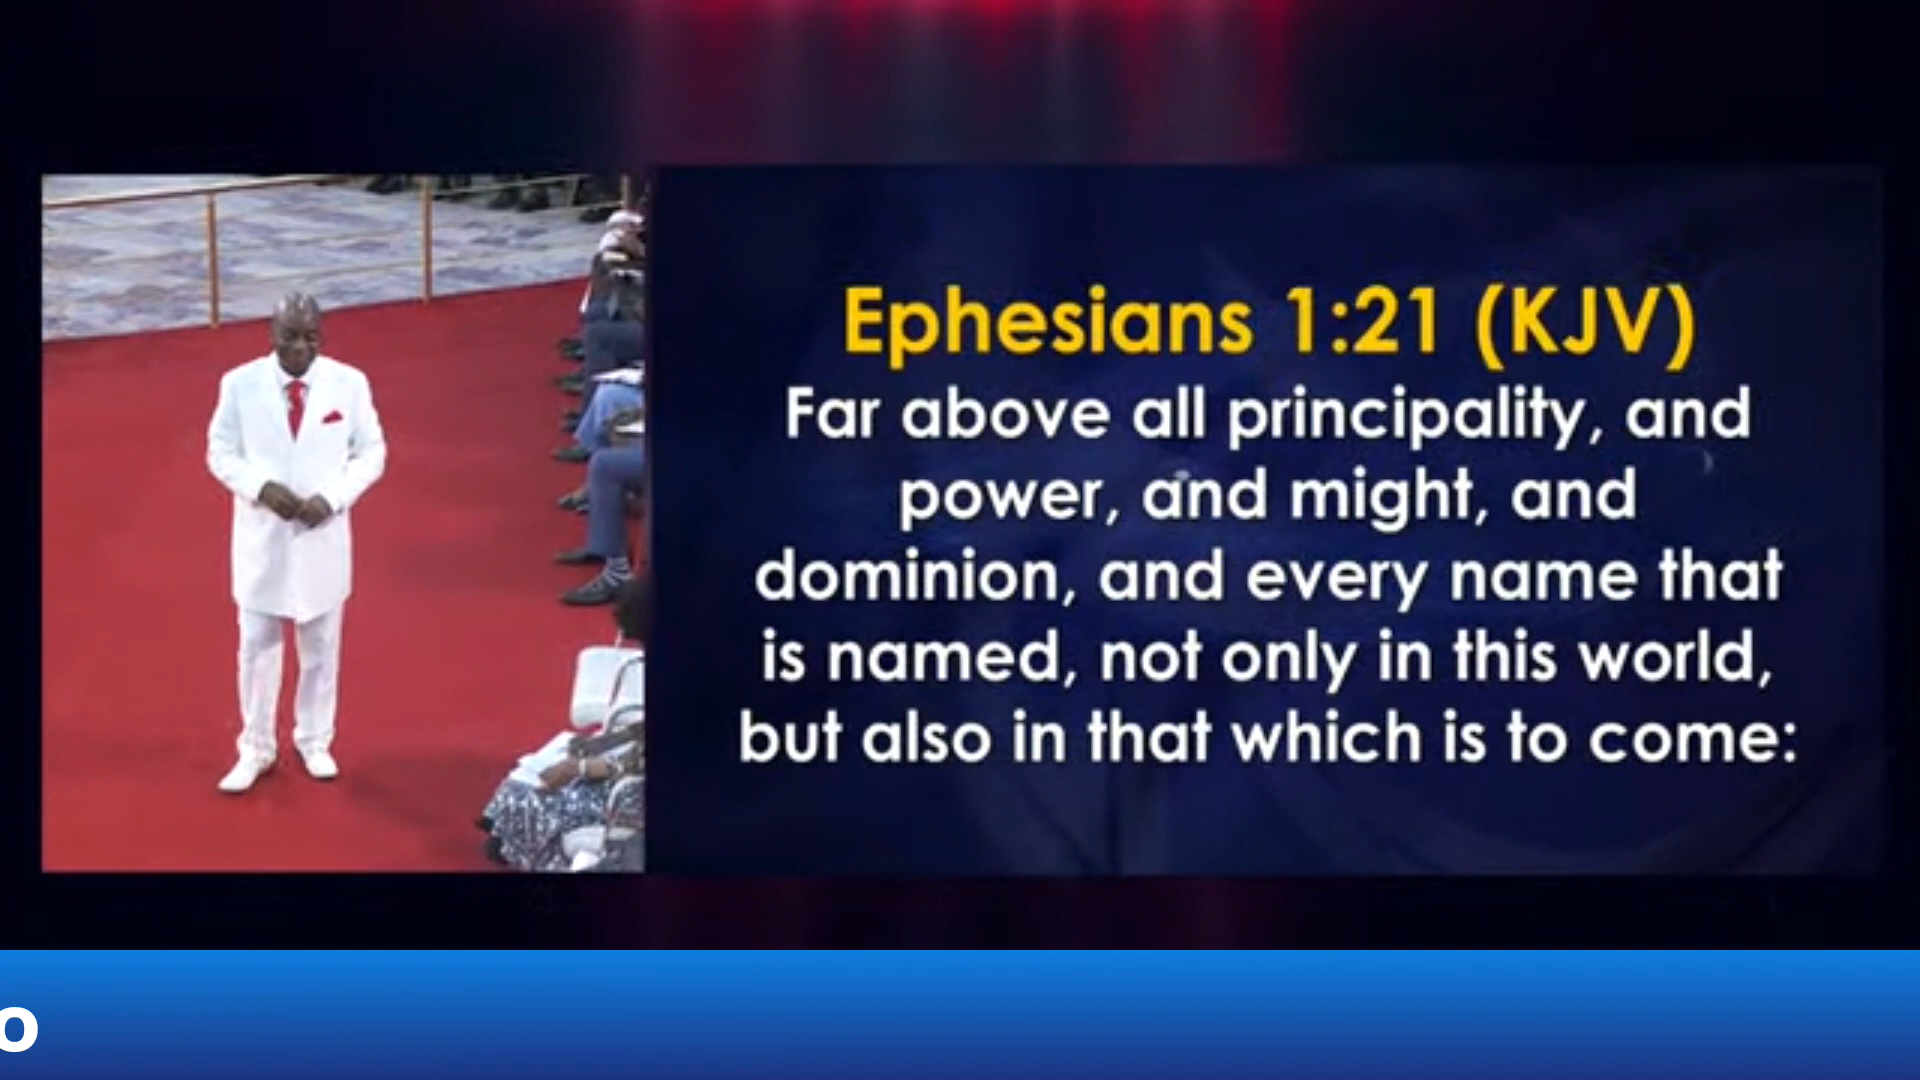 Ephesians 1:21 (KJV)
Far above all principality, and
power, and might, and
dominion, and every name that
is named, not only in this world,
but also in that which is to come:
o